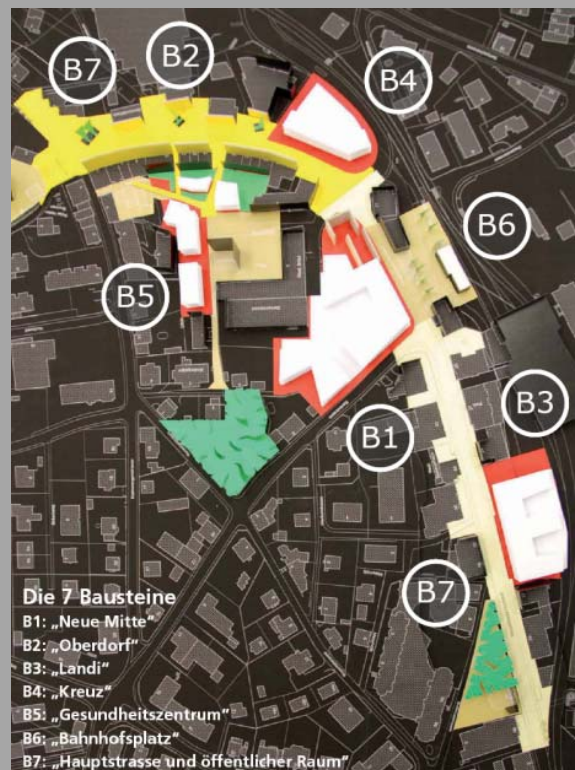 B7
B2
B4
B6
B5
B3
B1
B7
Die 7 Bausteine
B1: „Neue Mitte“
B2: „Oberdorf“
B3: „Landi“
B4: „Kreuz“
B5: „Gesundheitszentrum“
B6: „Bahnhofsplatz“
B7: „Hauptstrasse und öffentlicher Raum“